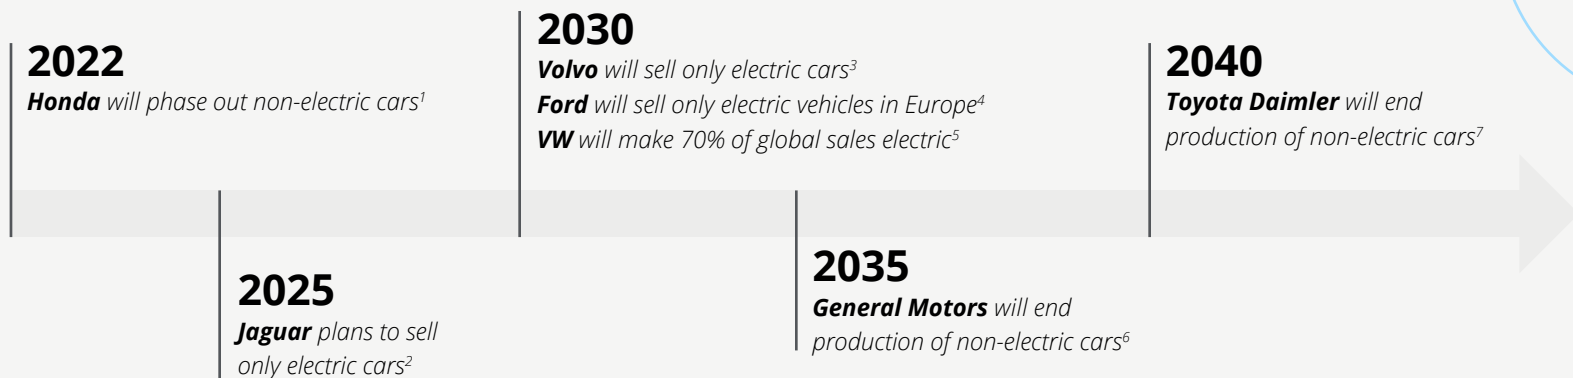 2022
Honda will phase out non-electric cars¹
2025
Jaguar plans to sell
only electric cars²
2030
Volvo will sell only electric cars³
Ford will sell only electric vehicles in Europe⁴
VW will make 70% of global sales electric⁵
2035
General Motors will end
production of non-electric cars⁶
2040
Toyota Daimler will end
production of non-electric cars⁷